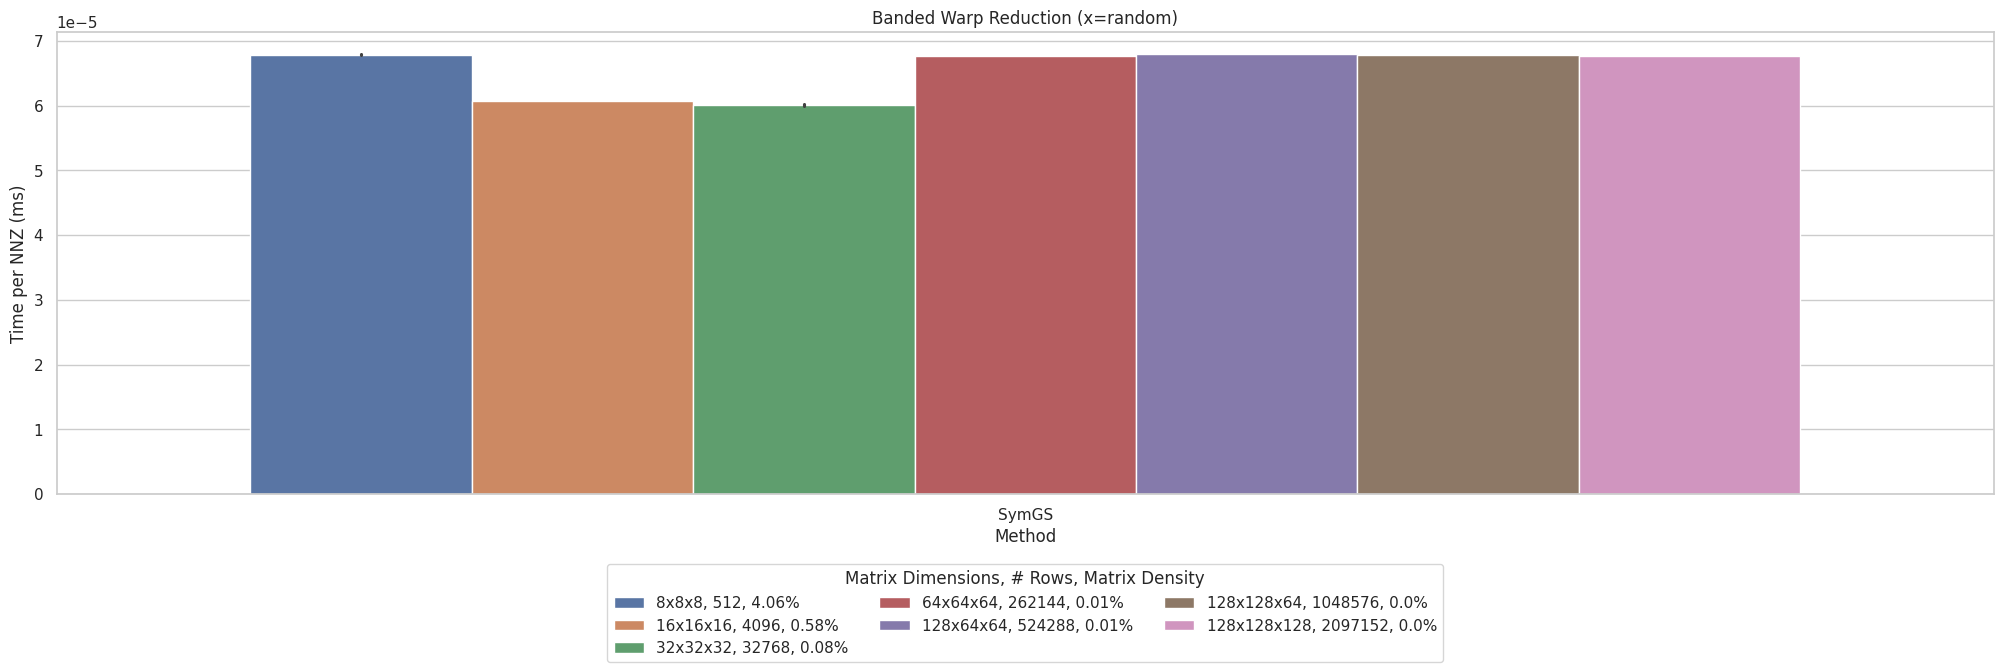 Banded Warp Reduction (x=random)
1e−5
7
6
5
4
3
2
1
0
Time per NNZ (ms)
SymGS
Method
Matrix Dimensions, # Rows, Matrix Density
8x8x8, 512, 4.06%
16x16x16, 4096, 0.58%
32x32x32, 32768, 0.08%
64x64x64, 262144, 0.01%
128x64x64, 524288, 0.01%
128x128x64, 1048576, 0.0%
128x128x128, 2097152, 0.0%